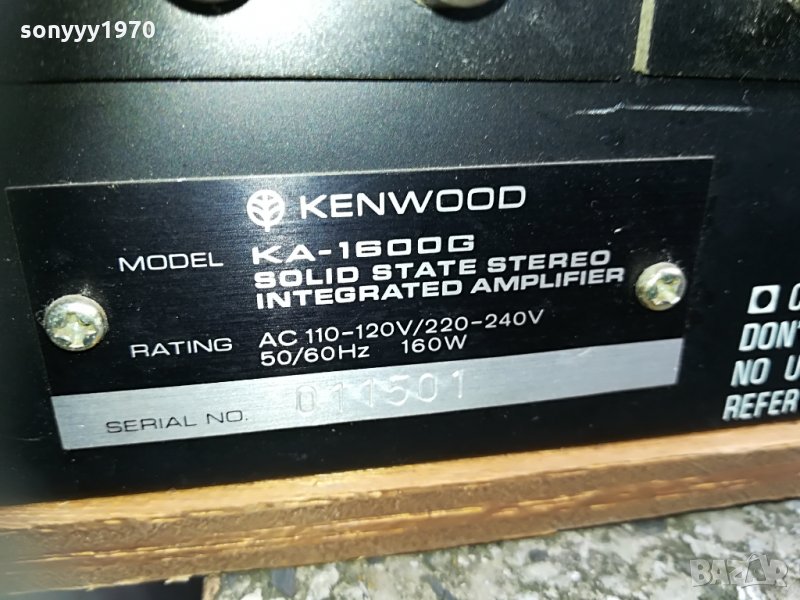 sonyyy1970
KENWOOD
MODEL KA-1600G
SOLID STATE STEREO
INTEGRATED AMPLIFIER
RATING AC 110-120V/220-240V
50/60Hz 160W
SERIAL NO. 011501
DON'
NO U
REFER
BAZAR